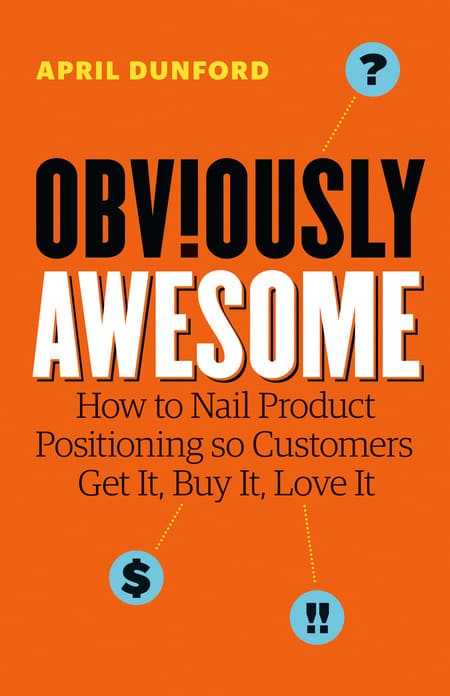 APRIL DUNFORD
?
OBV!OUSLY
AWESOME
How to Nail Product
Positioning so Customers
Get It, Buy It, Love It
$
!!